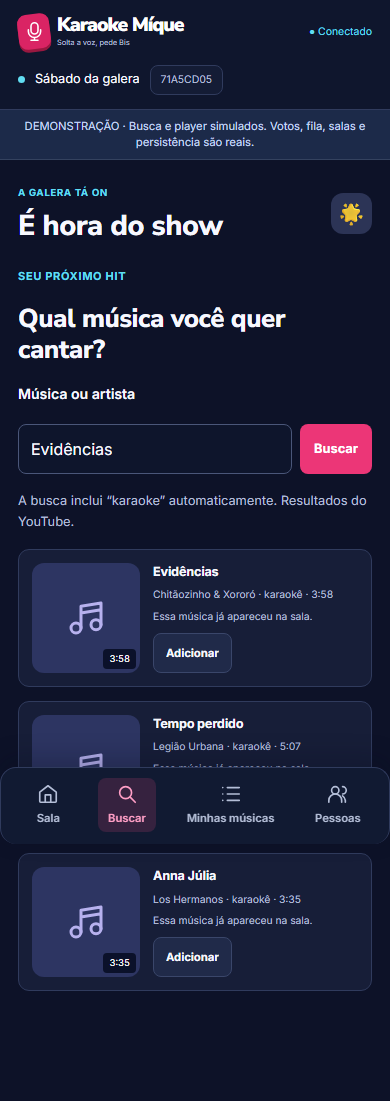 Karaoke Míque
Solta a voz, pede Bis
Conectado
Sábado da galera
71A5CD05
DEMONSTRAÇÃO · Busca e player simulados. Votos, fila, salas e
persistência são reais.
A GALERA TÁ ON
É hora do show
SEU PRÓXIMO HIT
Qual música você quer
cantar?
Música ou artista
Evidências
Buscar
A busca inclui “karaoke” automaticamente. Resultados do
YouTube.
Evidências
Chitãozinho & Xororó · karaokê · 3:58
Essa música já apareceu na sala.
3:58
Adicionar
Tempo perdido
Legião Urbana · karaokê · 5:07
Sala
Buscar
Minhas músicas
Pessoas
Anna Júlia
Los Hermanos · karaokê · 3:35
Essa música já apareceu na sala.
3:35
Adicionar